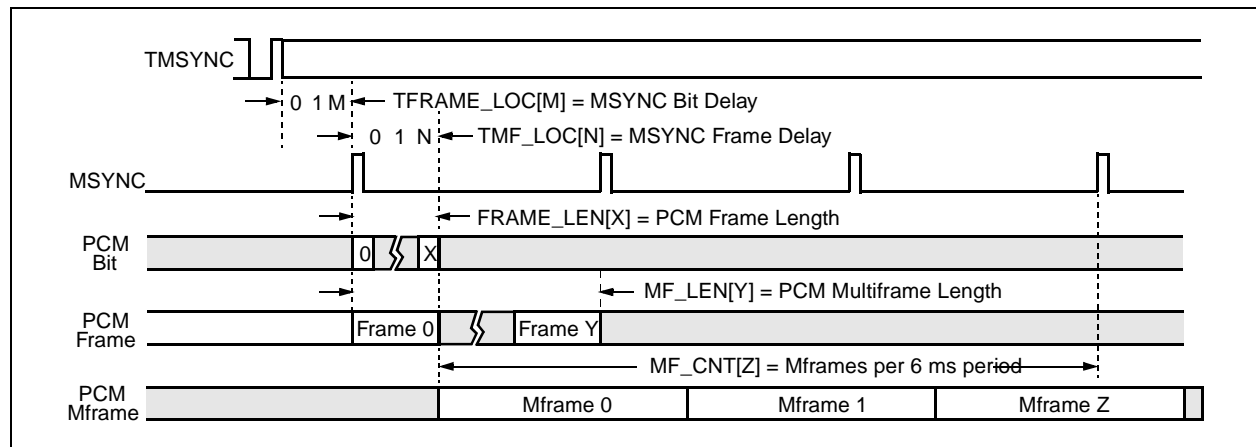 TMSYNC
0 1 M TFRAME_LOC[M] = MSYNC Bit Delay
0 1 N TMF_LOC[N] = MSYNC Frame Delay
MSYNC
FRAME_LEN[X] = PCM Frame Length
PCM
Bit
0 X
MF_LEN[Y] = PCM Multiframe Length
PCM
Frame
Frame 0 Frame Y
MF_CNT[Z] = Mframes per 6 ms period
PCM
Mframe
Mframe 0 Mframe 1 Mframe Z